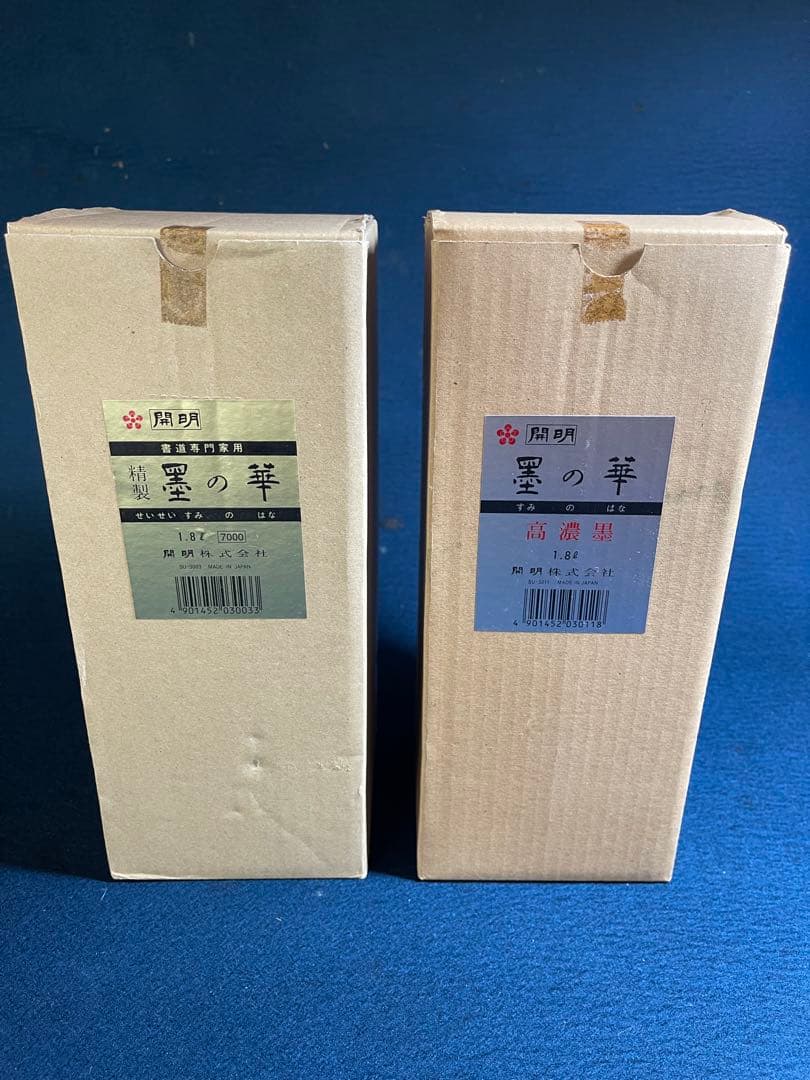 開明
書道専門家用
精製 墨の華
せいせい すみ の はな
1.8ℓ 7000
開明株式会社
SU-3003 MADE IN JAPAN
4 901452 030033
開明
墨の華
すみ の はな
高濃墨
1.8ℓ
開明株式会社
SU-3011 MADE IN JAPAN
4 901452 030118